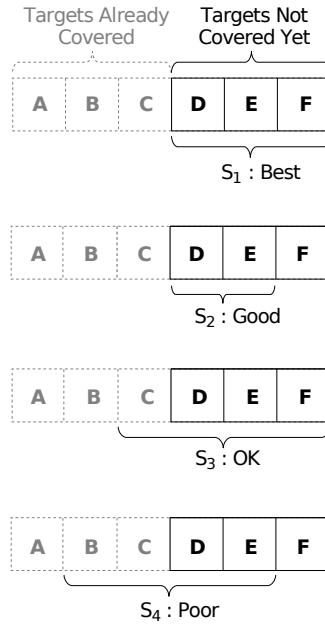 Targets Already Covered
Targets Not Covered Yet
A B C D E F
S1 : Best
A B C D E F
S2 : Good
A B C D E F
S3 : OK
A B C D E F
S4 : Poor